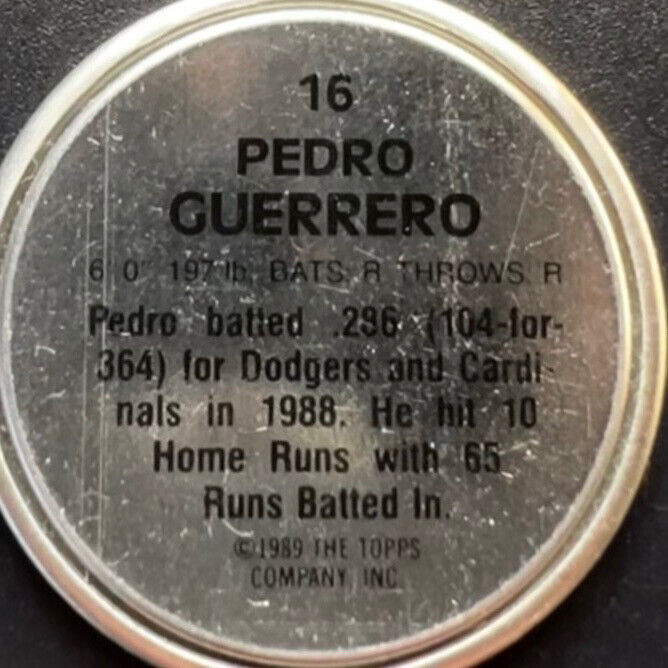 16
PEDRO
GUERRERO
6' 0" 197 lb. BATS R THROWS R
Pedro batted .286 (104-for-
364) for Dodgers and Cardi-
nals in 1988. He hit 10
Home Runs with 65
Runs Batted In.
©1989 THE TOPPS
COMPANY, INC.